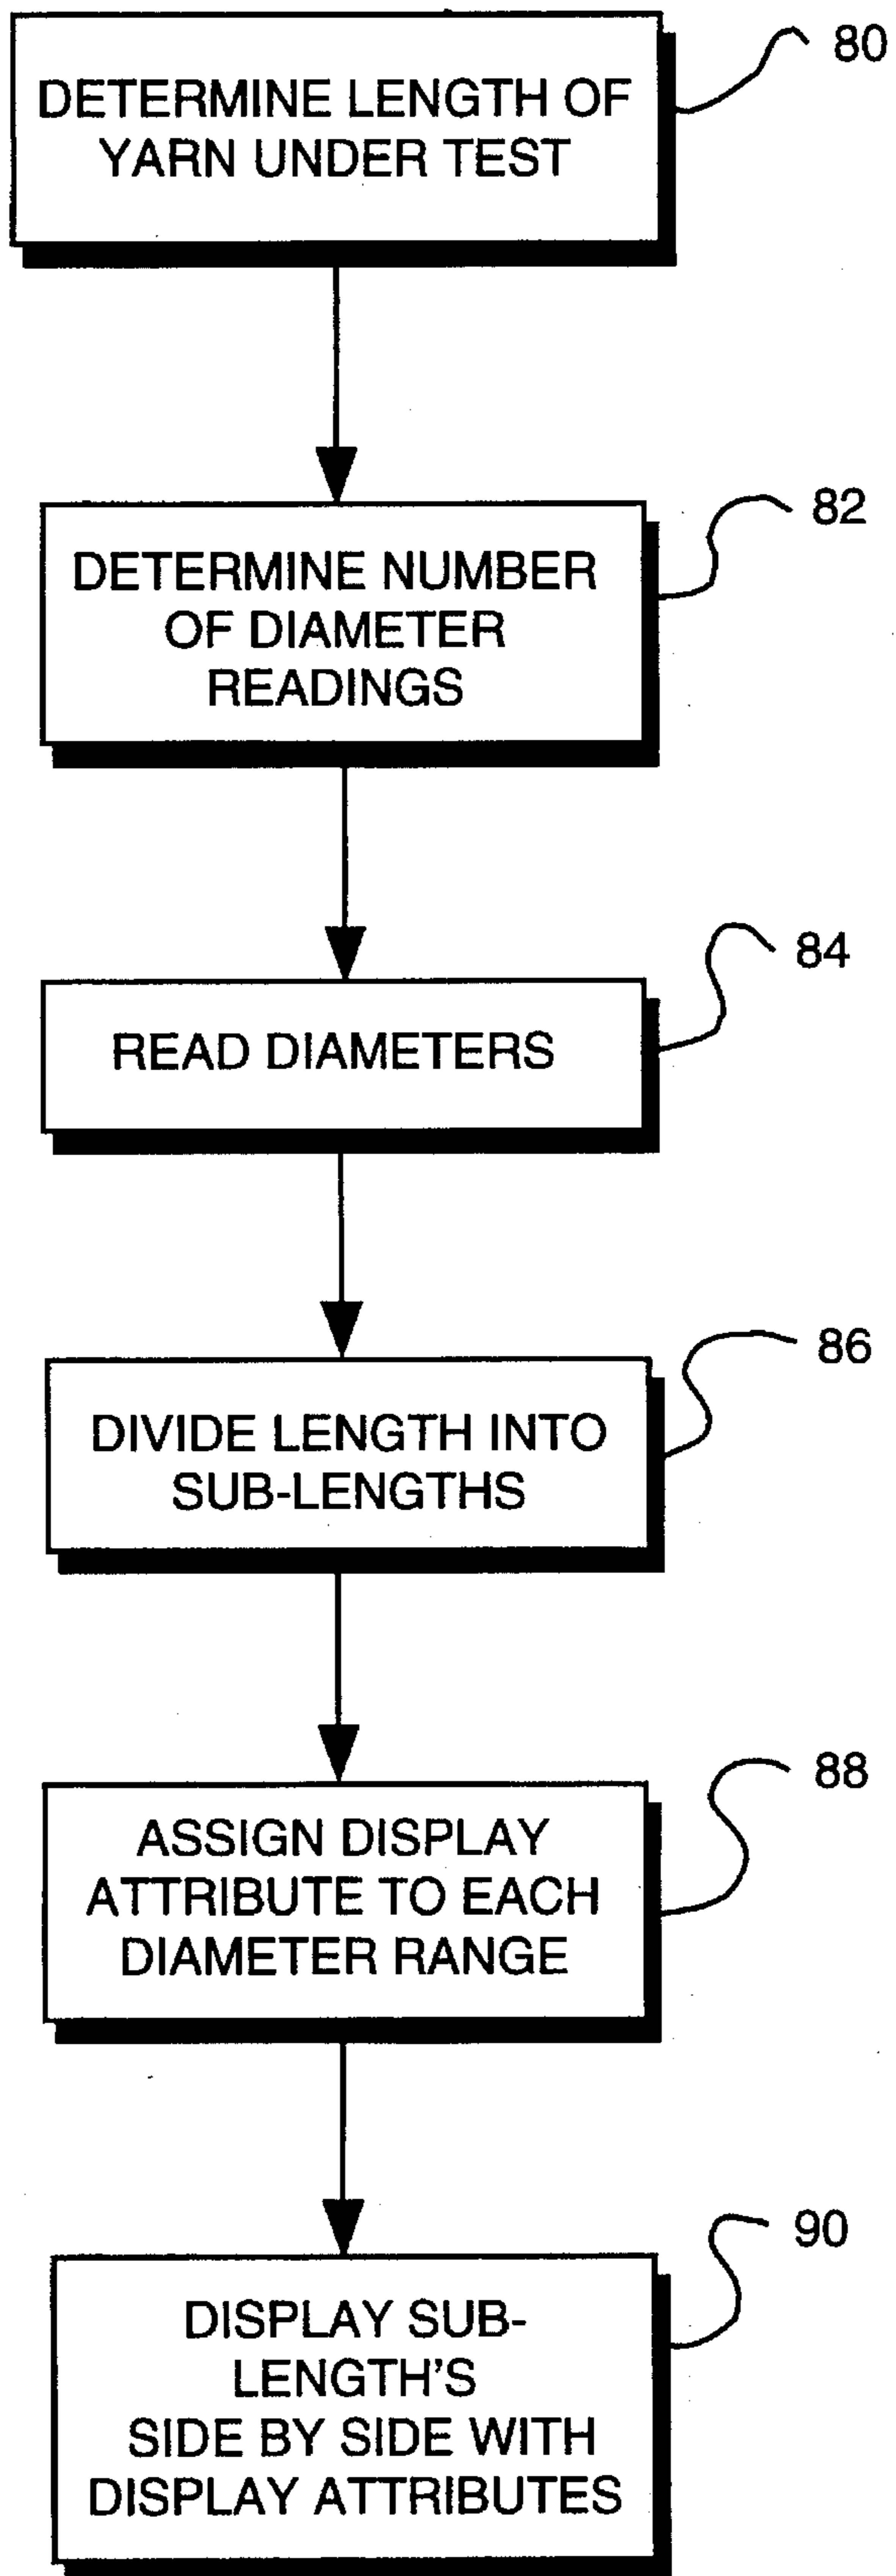 80
DETERMINE LENGTH OF
YARN UNDER TEST
82
DETERMINE NUMBER
OF DIAMETER
READINGS
84
READ DIAMETERS
86
DIVIDE LENGTH INTO
SUB-LENGTHS
88
ASSIGN DISPLAY
ATTRIBUTE TO EACH
DIAMETER RANGE
90
DISPLAY SUB-
LENGTH'S
SIDE BY SIDE WITH
DISPLAY ATTRIBUTES